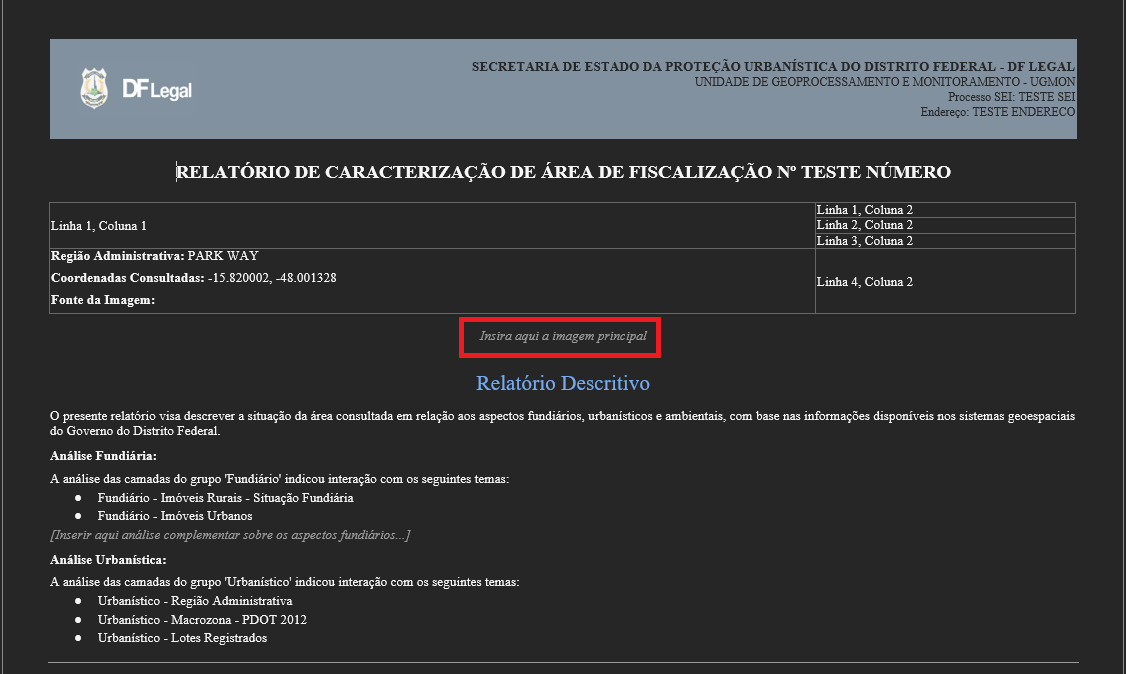 DF Legal
SECRETARIA DE ESTADO DA PROTEÇÃO URBANÍSTICA DO DISTRITO FEDERAL - DF LEGAL
UNIDADE DE GEOPROCESSAMENTO E MONITORAMENTO - UGMON
Processo SEI: TESTE SEI
Endereço: TESTE ENDERECO
RELATÓRIO DE CARACTERIZAÇÃO DE ÁREA DE FISCALIZAÇÃO Nº TESTE NÚMERO
Linha 1, Coluna 1
Linha 1, Coluna 2
Linha 2, Coluna 2
Linha 3, Coluna 2
Região Administrativa: PARK WAY
Coordenadas Consultadas: -15.820002, -48.001328
Fonte da Imagem:
Linha 4, Coluna 2
Insira aqui a imagem principal
Relatório Descritivo
O presente relatório visa descrever a situação da área consultada em relação aos aspectos fundiários, urbanísticos e ambientais, com base nas informações disponíveis nos sistemas geoespaciais
do Governo do Distrito Federal.
Análise Fundiária:
A análise das camadas do grupo 'Fundiário' indicou interação com os seguintes temas:
● Fundiário - Imóveis Rurais - Situação Fundiária
● Fundiário - Imóveis Urbanos
[Inserir aqui análise complementar sobre os aspectos fundiários...]
Análise Urbanística:
A análise das camadas do grupo 'Urbanístico' indicou interação com os seguintes temas:
● Urbanístico - Região Administrativa
● Urbanístico - Macrozona - PDOT 2012
● Urbanístico - Lotes Registrados